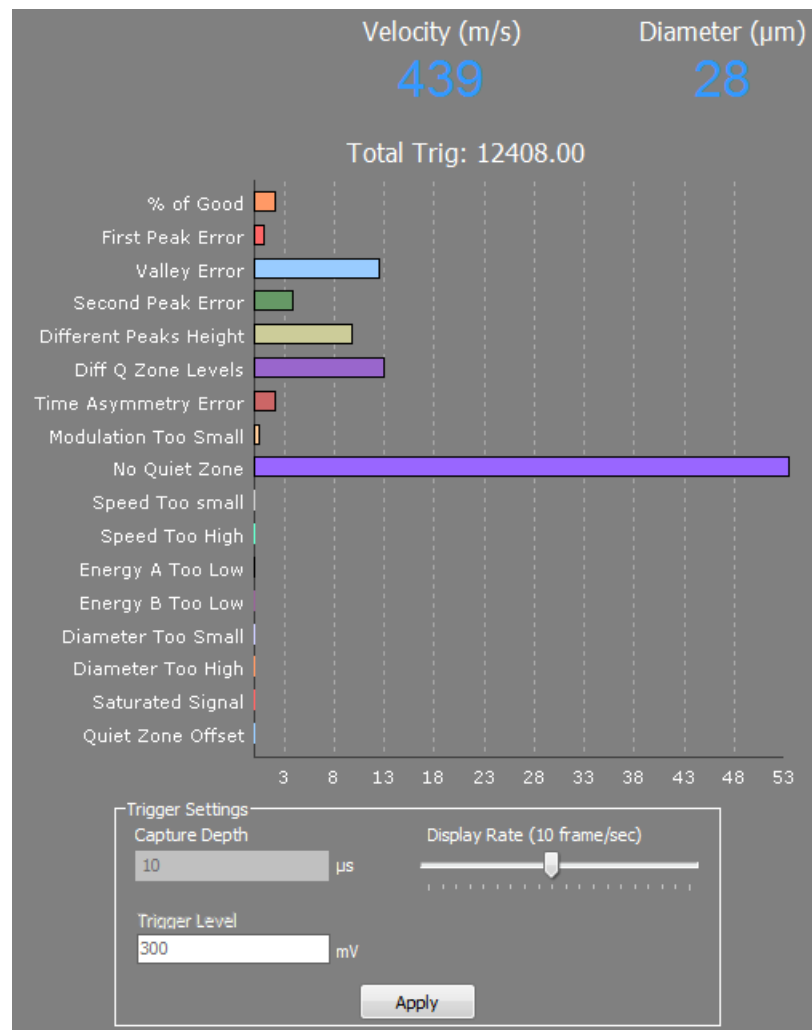 Velocity (m/s) Diameter (µm)
439 28
Total Trig: 12408.00
% of Good
First Peak Error
Valley Error
Second Peak Error
Different Peaks Height
Diff Q Zone Levels
Time Asymmetry Error
Modulation Too Small
No Quiet Zone
Speed Too small
Speed Too High
Energy A Too Low
Energy B Too Low
Diameter Too Small
Diameter Too High
Saturated Signal
Quiet Zone Offset
3 8 13 18 23 28 33 38 43 48 53
Trigger Settings
Capture Depth Display Rate (10 frame/sec)
10 µs
Trigger Level
300 mV
Apply